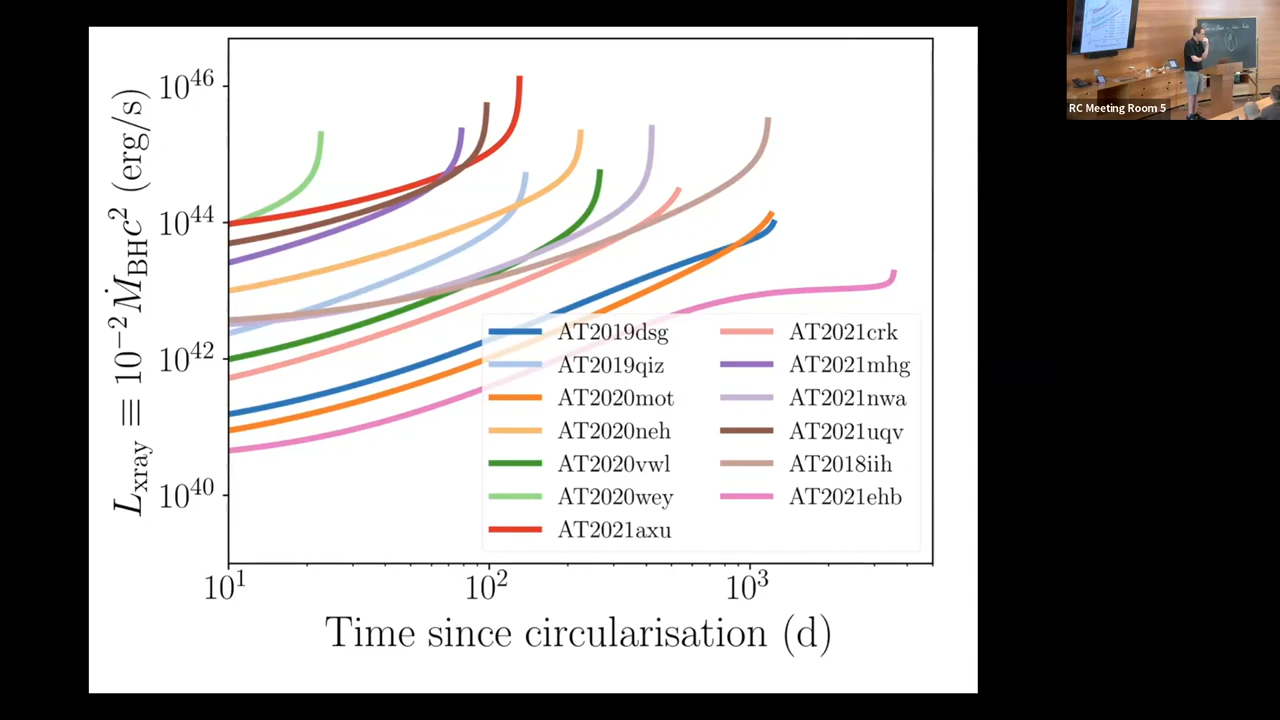 10^46
10^44
10^42
10^40
L_xray ≡ 10^−2 Ṁ_BH c^2 (erg/s)
AT2019dsg
AT2019qiz
AT2020mot
AT2020neh
AT2020vwl
AT2020wey
AT2021axu
AT2021crk
AT2021mhg
AT2021nwa
AT2021uqv
AT2018iih
AT2021ehb
10^1
10^2
10^3
Time since circularisation (d)
RC Meeting Room 5